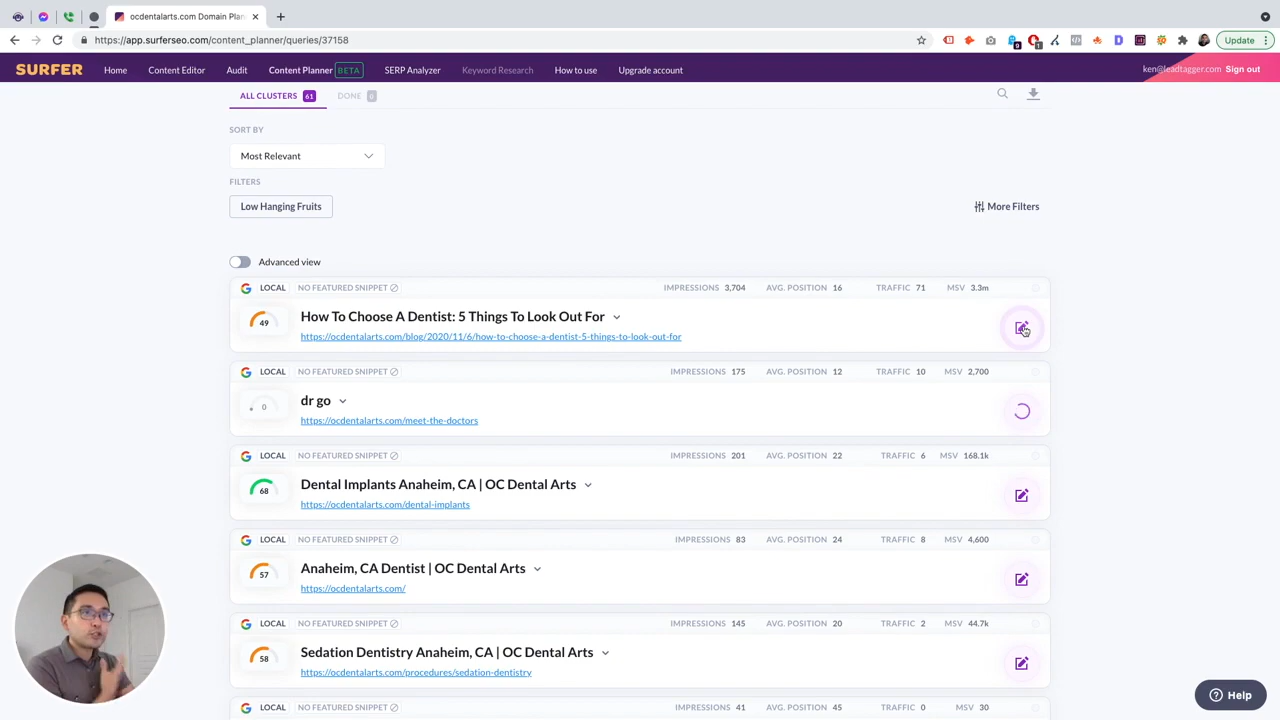 ocdentalarts.com Domain Plan
https://app.surferseo.com/content_planner/queries/37158
Update
SURFER
Home
Content Editor
Audit
Content Planner BETA
SERP Analyzer
Keyword Research
How to use
Upgrade account
ken@leadtagger.com Sign out
ALL CLUSTERS 61
DONE 0
SORT BY
Most Relevant
FILTERS
Low Hanging Fruits
More Filters
Advanced view
LOCAL NO FEATURED SNIPPET IMPRESSIONS 3,704 AVG. POSITION 16 TRAFFIC 71 MSV 3.3m
49 How To Choose A Dentist: 5 Things To Look Out For
https://ocdentalarts.com/blog/2020/11/6/how-to-choose-a-dentist-5-things-to-look-out-for
LOCAL NO FEATURED SNIPPET IMPRESSIONS 175 AVG. POSITION 12 TRAFFIC 10 MSV 2,700
0 dr go
https://ocdentalarts.com/meet-the-doctors
LOCAL NO FEATURED SNIPPET IMPRESSIONS 201 AVG. POSITION 22 TRAFFIC 6 MSV 168.1k
68 Dental Implants Anaheim, CA | OC Dental Arts
https://ocdentalarts.com/dental-implants
LOCAL NO FEATURED SNIPPET IMPRESSIONS 83 AVG. POSITION 24 TRAFFIC 8 MSV 4,600
57 Anaheim, CA Dentist | OC Dental Arts
https://ocdentalarts.com/
LOCAL NO FEATURED SNIPPET IMPRESSIONS 145 AVG. POSITION 20 TRAFFIC 2 MSV 44.7k
58 Sedation Dentistry Anaheim, CA | OC Dental Arts
https://ocdentalarts.com/procedures/sedation-dentistry
LOCAL NO FEATURED SNIPPET IMPRESSIONS 41 AVG. POSITION 45 TRAFFIC 0 MSV 30
Help